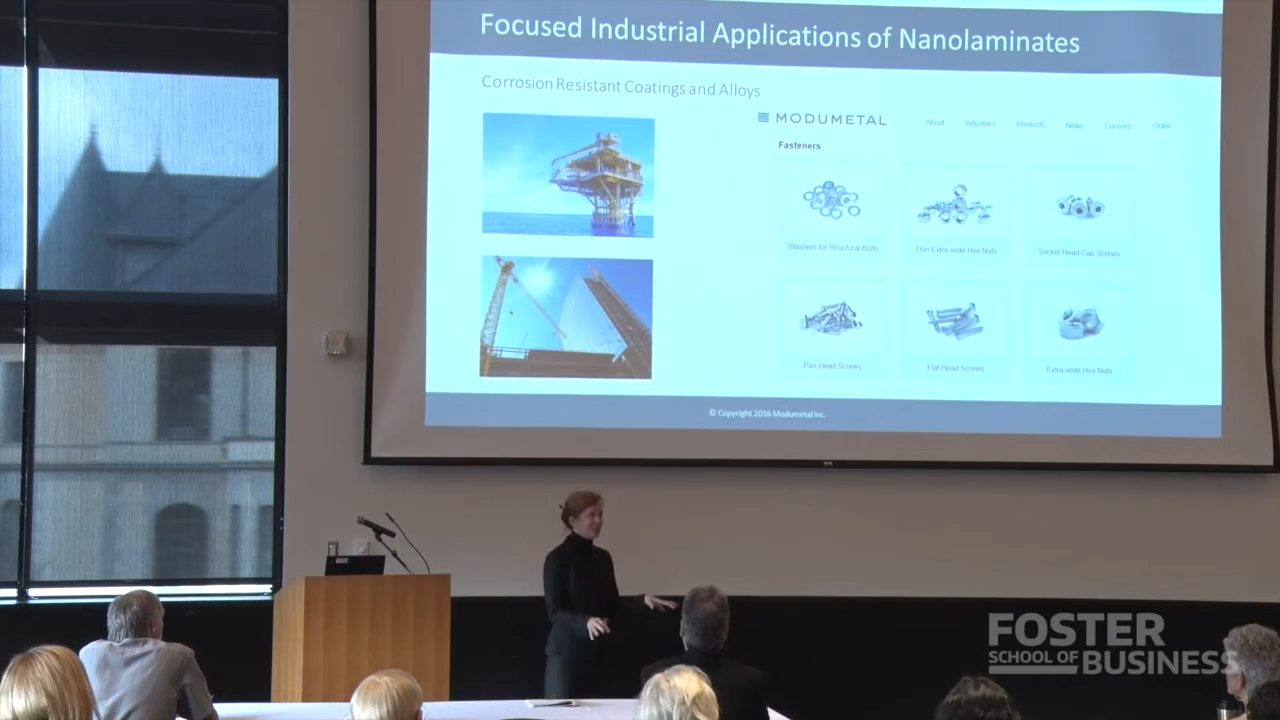 Focused Industrial Applications of Nanolaminates
Corrosion Resistant Coatings and Alloys
MODUMETAL
About Industries Products News Careers Order
Fasteners
Washers for Structural Bolts
Thin Extra-wide Hex Nuts
Socket Head Cap Screws
Pan Head Screws
Flat Head Screws
Extra-wide Hex Nuts
© Copyright 2016 Modumetal Inc.
FOSTER
SCHOOL OF BUSINESS